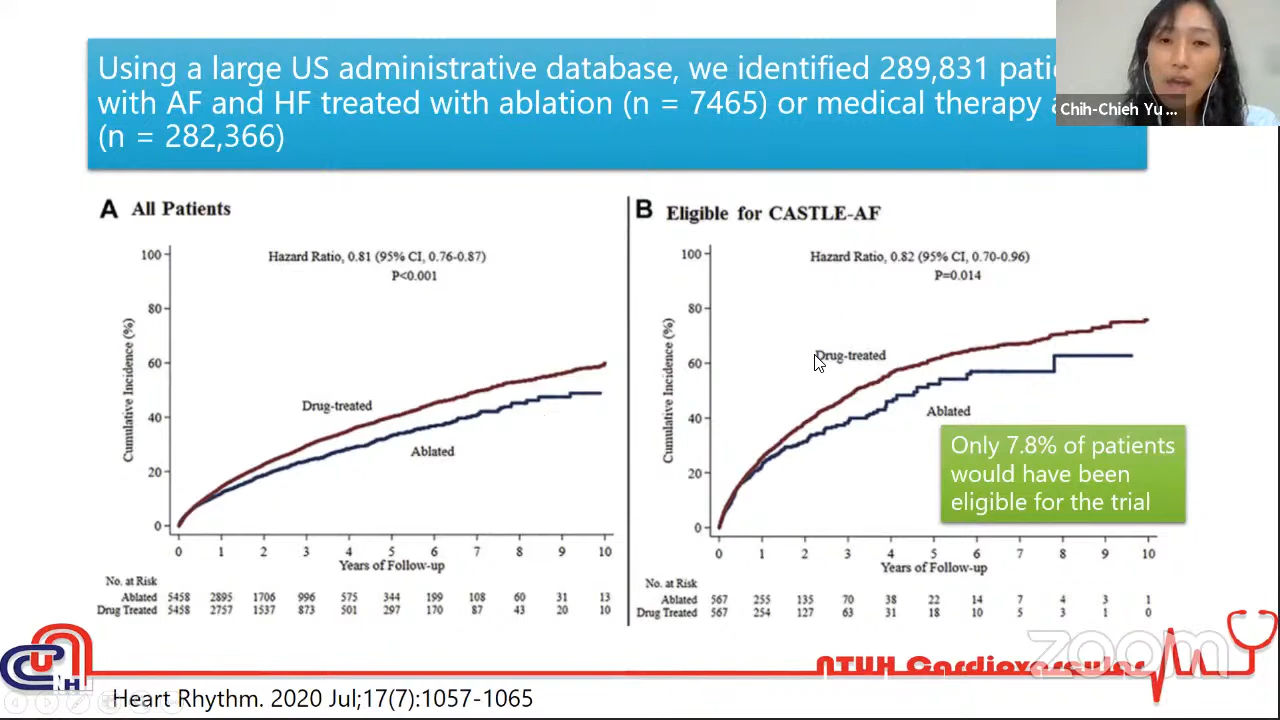 Using a large US administrative database, we identified 289,831
with AF and HF treated with ablation (n = 7465) or medical therapy
(n = 282,366)
Chih-Chieh Yu ...
A All Patients
Hazard Ratio, 0.81 (95% CI, 0.76-0.87)
P<0.001
Cumulative Incidence (%)
100
80
60
40
20
0
Drug-treated
Ablated
0 1 2 3 4 5 6 7 8 9 10
Years of Follow-up
No. at Risk
Ablated 5458 2895 1706 996 575 344 199 108 60 31 13
Drug Treated 5458 2757 1537 873 501 297 170 87 43 20 10
B Eligible for CASTLE-AF
Hazard Ratio, 0.82 (95% CI, 0.70-0.96)
P=0.014
Cumulative Incidence (%)
100
80
60
40
20
0
Drug-treated
Ablated
Only 7.8% of patients
would have been
eligible for the trial
0 1 2 3 4 5 6 7 8 9 10
Years of Follow-up
No. at Risk
Ablated 567 255 135 70 38 22 14 7 4 3 1
Drug Treated 567 254 127 63 31 18 10 5 3 1 0
zoom
NTUH Cardiovascular
Heart Rhythm. 2020 Jul;17(7):1057-1065